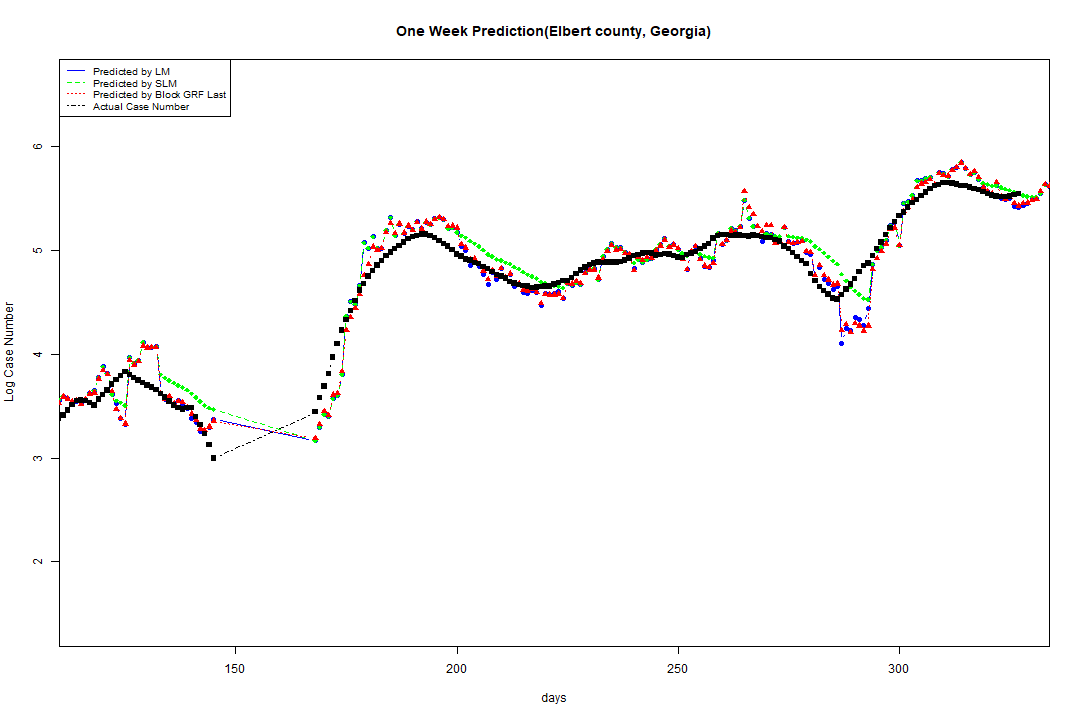 One Week Prediction(Elbert county, Georgia)
Predicted by LM
Predicted by SLM
Predicted by Block GRF Last
Actual Case Number
6
5
4
3
2
Log Case Number
150 200 250 300
days